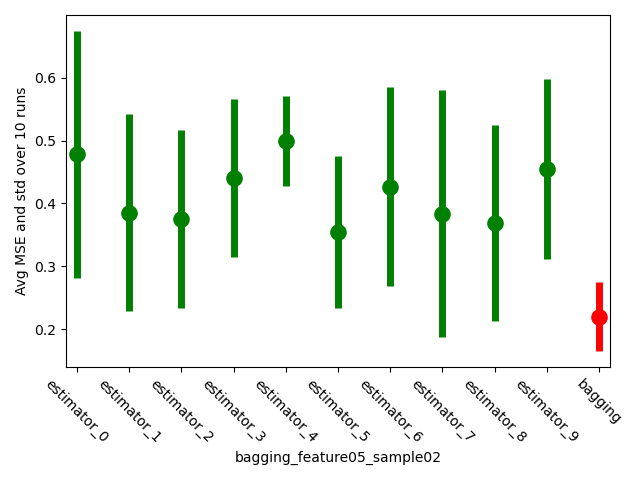 Avg MSE and std over 10 runs
0.6
0.5
0.4
0.3
0.2
estimator_0
estimator_1
estimator_2
estimator_3
estimator_4
estimator_5
estimator_6
estimator_7
estimator_8
estimator_9
bagging
bagging_feature05_sample02